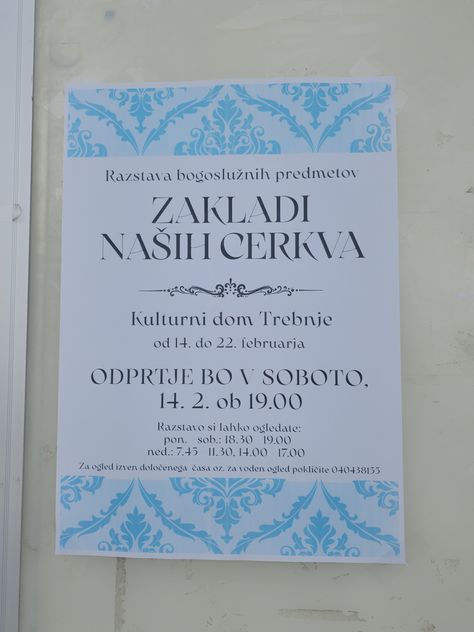 Razstava bogoslužnih predmetov
ZAKLADI
NAŠIH CERKVA
Kulturni dom Trebnje
od 14. do 22. februarja
ODPRTJE BO V SOBOTO,
14. 2. ob 19.00
Razstavo si lahko ogledate:
pon. sob.: 18.30 19.00
ned.: 7.45 11.30, 14.00 17.00
Za ogled izven določenega časa oz. za voden ogled pokličite 040438153